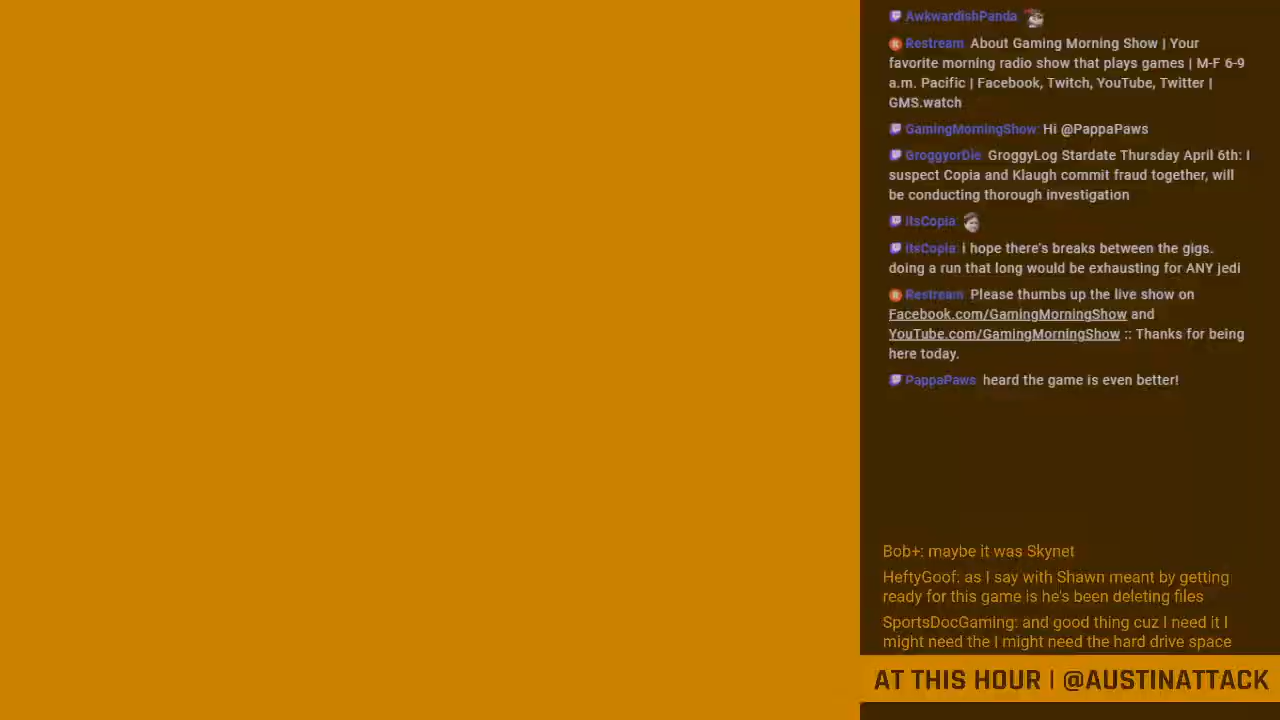 AwkwardishPanda
Restream About Gaming Morning Show | Your
favorite morning radio show that plays games | M-F 6-9
a.m. Pacific | Facebook, Twitch, YouTube, Twitter |
GMS.watch
GamingMorningShow: Hi @PappaPaws
GroggyorDie GroggyLog Stardate Thursday April 6th: I
suspect Copia and Klaugh commit fraud together, will
be conducting thorough investigation
itsCopia:
itsCopia: i hope there's breaks between the gigs.
doing a run that long would be exhausting for ANY jedi
Restream Please thumbs up the live show on
Facebook.com/GamingMorningShow and
YouTube.com/GamingMorningShow :: Thanks for being
here today.
PappaPaws heard the game is even better!
Bob+: maybe it was Skynet
HeftyGoof: as I say with Shawn meant by getting
ready for this game is he's been deleting files
SportsDocGaming: and good thing cuz I need it I
might need the I might need the hard drive space
AT THIS HOUR | @AUSTINATTACK